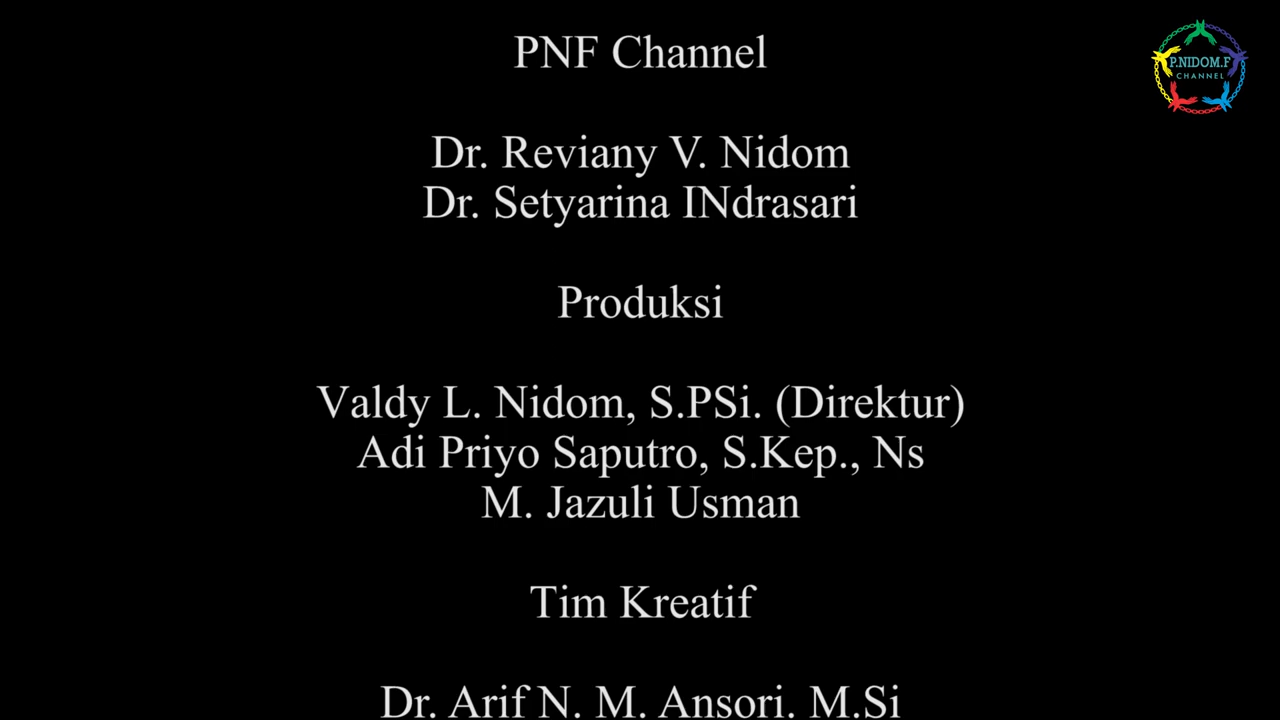 PNF Channel
P.NIDOM.F
CHANNEL
Dr. Reviany V. Nidom
Dr. Setyarina INdrasari
Produksi
Valdy L. Nidom, S.PSi. (Direktur)
Adi Priyo Saputro, S.Kep., Ns
M. Jazuli Usman
Tim Kreatif
Dr. Arif N. M. Ansori. M.Si